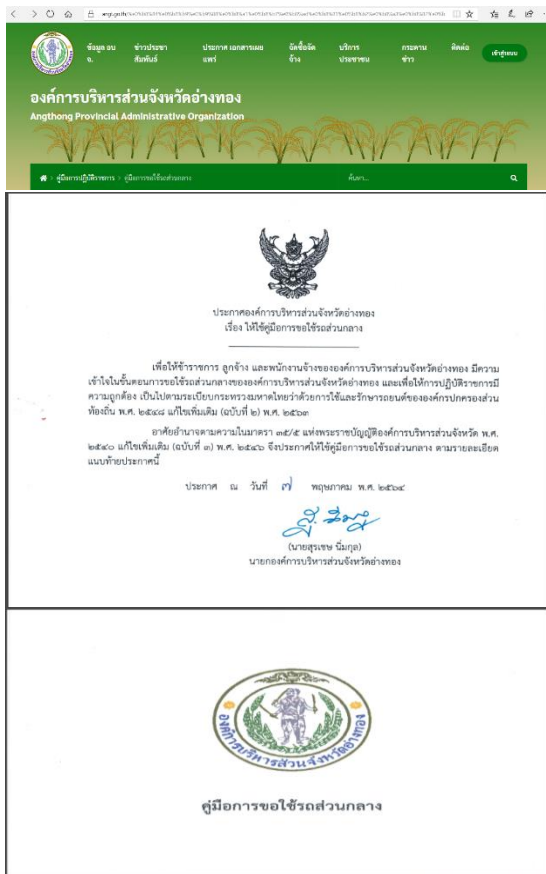 ข้อมูล อบ
จ.
ข่าวประชา
สัมพันธ์
ประกาศ เอกสารเผย
แพร่
จัดซื้อจัด
จ้าง
บริการ
ประชาชน
กระดาน
ข่าว
ติดต่อ
เข้าสู่ระบบ
องค์การบริหารส่วนจังหวัดอ่างทอง
Angthong Provincial Administrative Organization
> คู่มือการปฏิบัติราชการ > คู่มือการขอใช้รถส่วนกลาง
ค้นหา...
ประกาศองค์การบริหารส่วนจังหวัดอ่างทอง
เรื่อง ให้ใช้คู่มือการขอใช้รถส่วนกลาง
เพื่อให้ข้าราชการ ลูกจ้าง และพนักงานจ้างขององค์การบริหารส่วนจังหวัดอ่างทอง มีความ
เข้าใจในขั้นตอนการขอใช้รถส่วนกลางขององค์การบริหารส่วนจังหวัดอ่างทอง และเพื่อให้การปฏิบัติราชการมี
ความถูกต้อง เป็นไปตามระเบียบกระทรวงมหาดไทยว่าด้วยการใช้และรักษารถยนต์ขององค์กรปกครองส่วน
ท้องถิ่น พ.ศ. ๒๕๔๘ แก้ไขเพิ่มเติม (ฉบับที่ ๒) พ.ศ. ๒๕๖๓
อาศัยอำนาจตามความในมาตรา ๓๕/๕ แห่งพระราชบัญญัติองค์การบริหารส่วนจังหวัด พ.ศ.
๒๕๔๐ แก้ไขเพิ่มเติม (ฉบับที่ ๓) พ.ศ. ๒๕๔๖ จึงประกาศให้ใช้คู่มือการขอใช้รถส่วนกลาง ตามรายละเอียด
แนบท้ายประกาศนี้
ประกาศ ณ วันที่ ๗ พฤษภาคม พ.ศ. ๒๕๖๔
(นายสุรเชษ นิ่มกุล)
นายกองค์การบริหารส่วนจังหวัดอ่างทอง
องค์การบริหารส่วนจังหวัดอ่างทอง
คู่มือการขอใช้รถส่วนกลาง